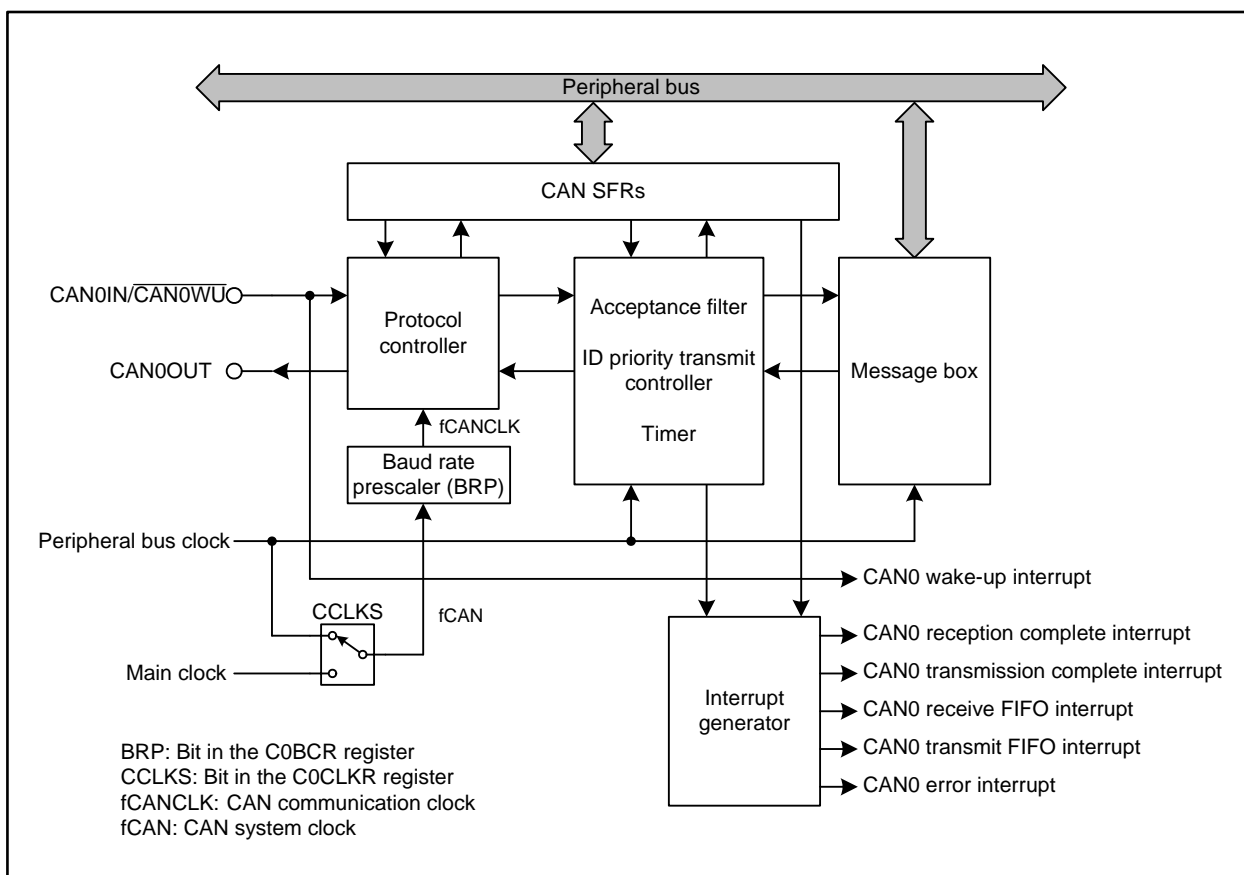 Peripheral bus
CAN SFRs
CAN0IN/CAN0WU
CAN0OUT
Protocol
controller
Acceptance filter
ID priority transmit
controller
Timer
Message box
fCANCLK
Baud rate
prescaler (BRP)
Peripheral bus clock
CCLKS
fCAN
Main clock
CAN0 wake-up interrupt
Interrupt
generator
CAN0 reception complete interrupt
CAN0 transmission complete interrupt
CAN0 receive FIFO interrupt
CAN0 transmit FIFO interrupt
CAN0 error interrupt
BRP: Bit in the C0BCR register
CCLKS: Bit in the C0CLKR register
fCANCLK: CAN communication clock
fCAN: CAN system clock